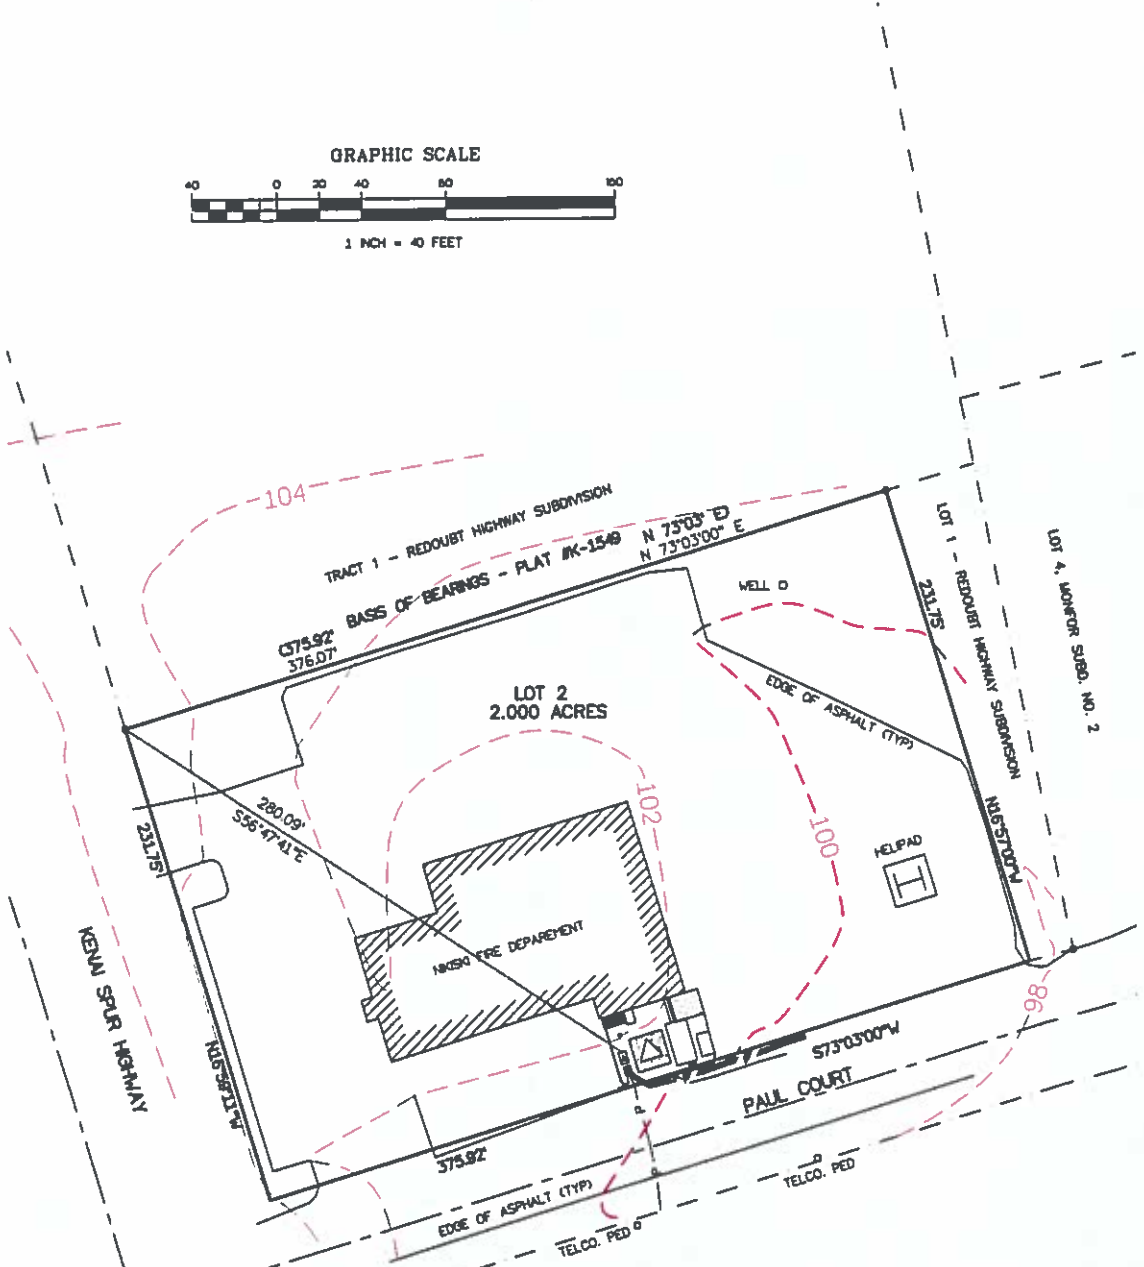 GRAPHIC SCALE
40 0 20 40 80 160
1 INCH = 40 FEET
104
TRACT 1 - REDOUBT HIGHWAY SUBDIVISION
(375.92' BASIS OF BEARINGS - PLAT #K-1549 N 73°03' E)
376.07' N 73°03'00" E
WELL
LOT 1 - REDOUBT HIGHWAY SUBDIVISION
LOT 4, MONFOR SUBD. NO. 2
231.75'
N16°57'00"W
LOT 2
2.000 ACRES
EDGE OF ASPHALT (TYP)
280.09'
S56°47'41"E
102
100
HELIPAD
231.75'
N16°59'11"W
KENAI SPUR HIGHWAY
NIKISKI FIRE DEPAREMENT
98
S73°03'00"W
PAUL COURT
P
375.92'
EDGE OF ASPHALT (TYP)
TELCO. PED
TELCO. PED